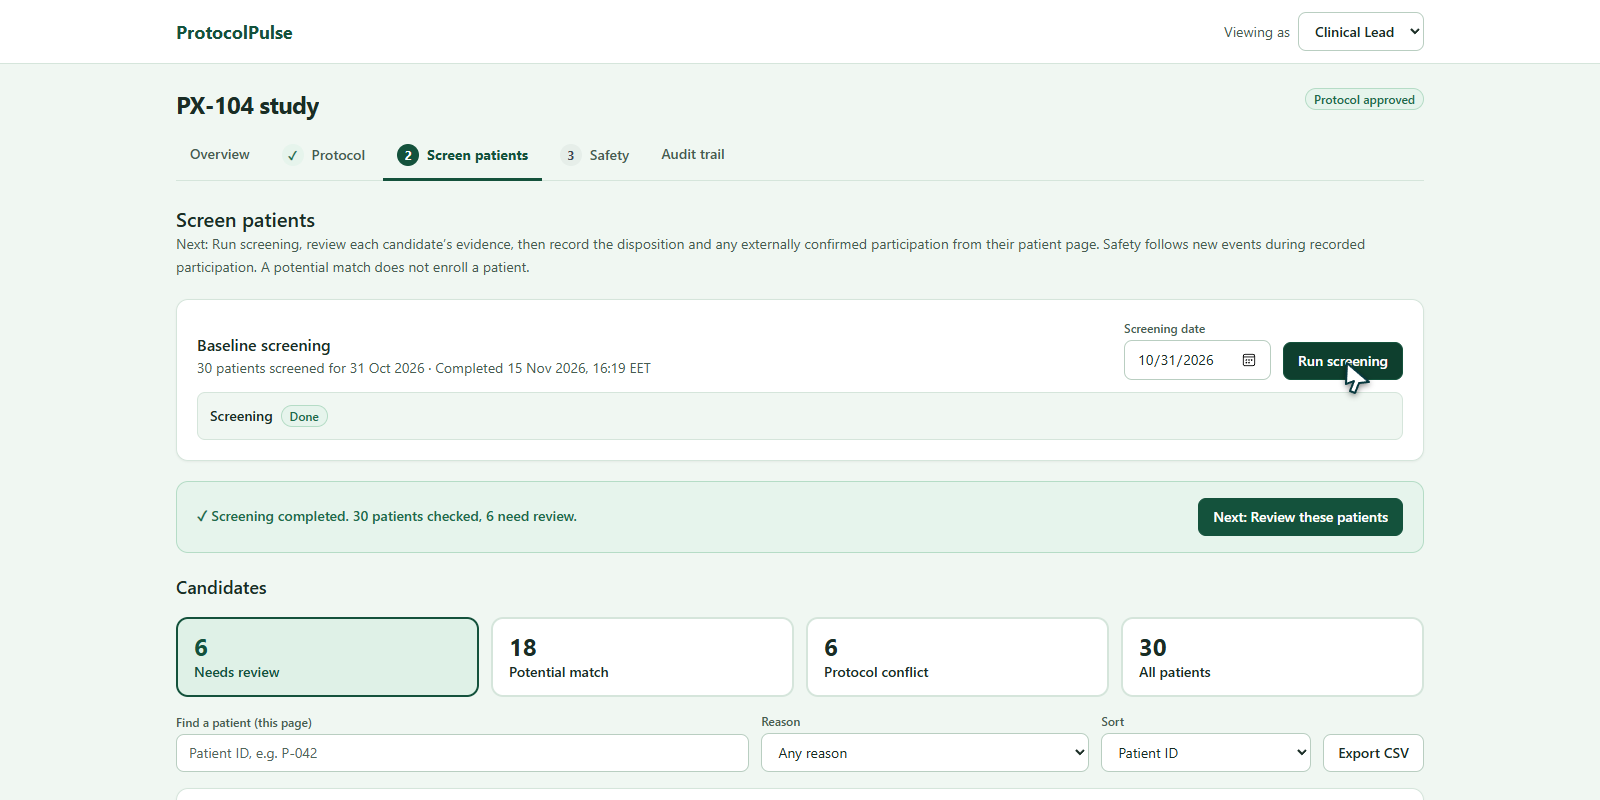 ProtocolPulse
Viewing as
Clinical Lead
PX-104 study
Protocol approved
Overview
✓ Protocol
2 Screen patients
3 Safety
Audit trail
Screen patients
Next: Run screening, review each candidate's evidence, then record the disposition and any externally confirmed participation from their patient page. Safety follows new events during recorded
participation. A potential match does not enroll a patient.
Screening date
Baseline screening
30 patients screened for 31 Oct 2026 · Completed 15 Nov 2026, 16:19 EET
10/31/2026
Run screening
Screening Done
✓ Screening completed. 30 patients checked, 6 need review.
Next: Review these patients
Candidates
6
Needs review
18
Potential match
6
Protocol conflict
30
All patients
Find a patient (this page)
Patient ID, e.g. P-042
Reason
Any reason
Sort
Patient ID
Export CSV